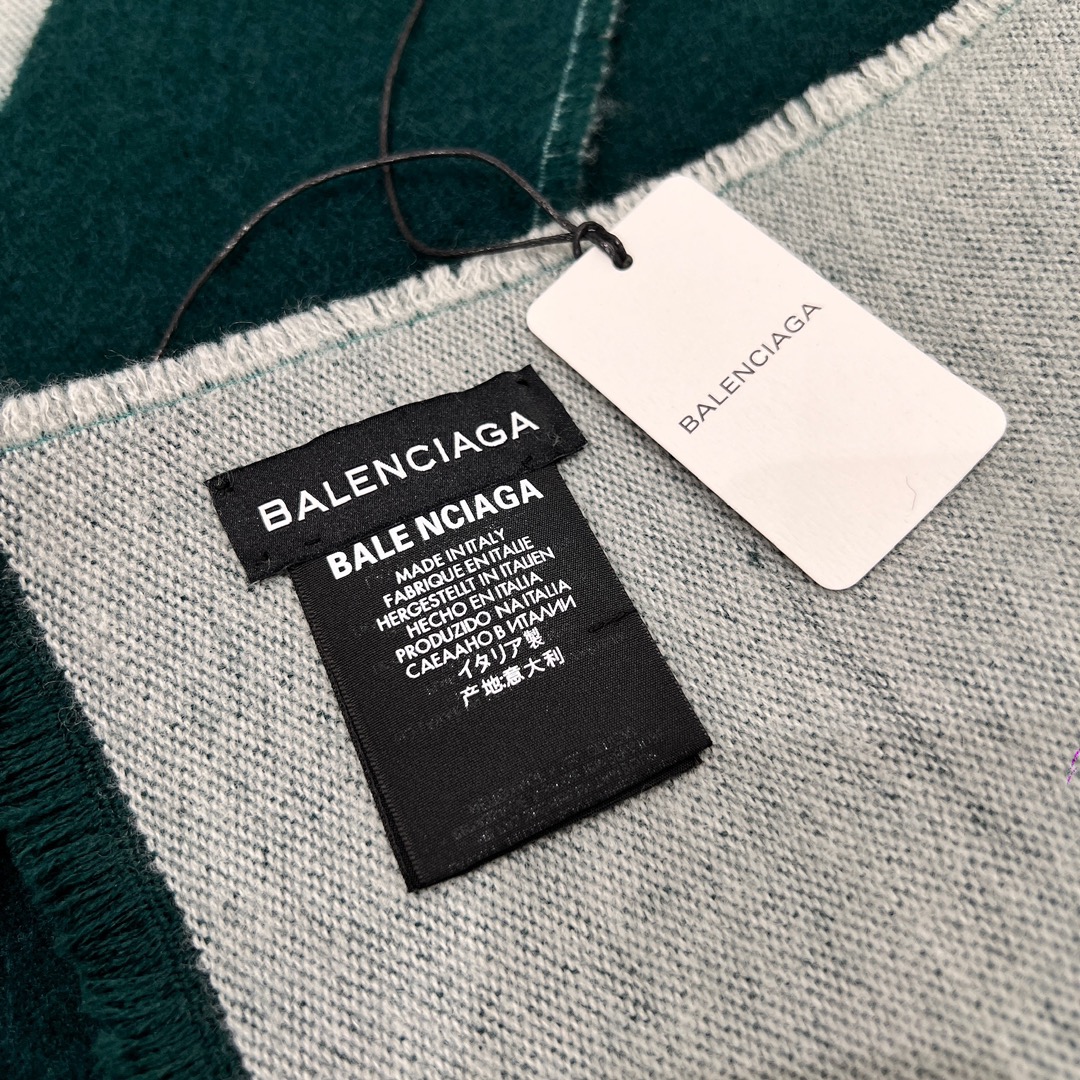 BALENCIAGA
BALENCIAGA
BALE NCIAGA
MADE IN ITALY
FABRIQUE EN ITALIE
HERGESTELLT IN ITALIEN
HECHO EN ITALIA
PRODUZIDO NA ITALIA
CAEAAHO B ИТАЛИИ
イタリア製
产地:意大利